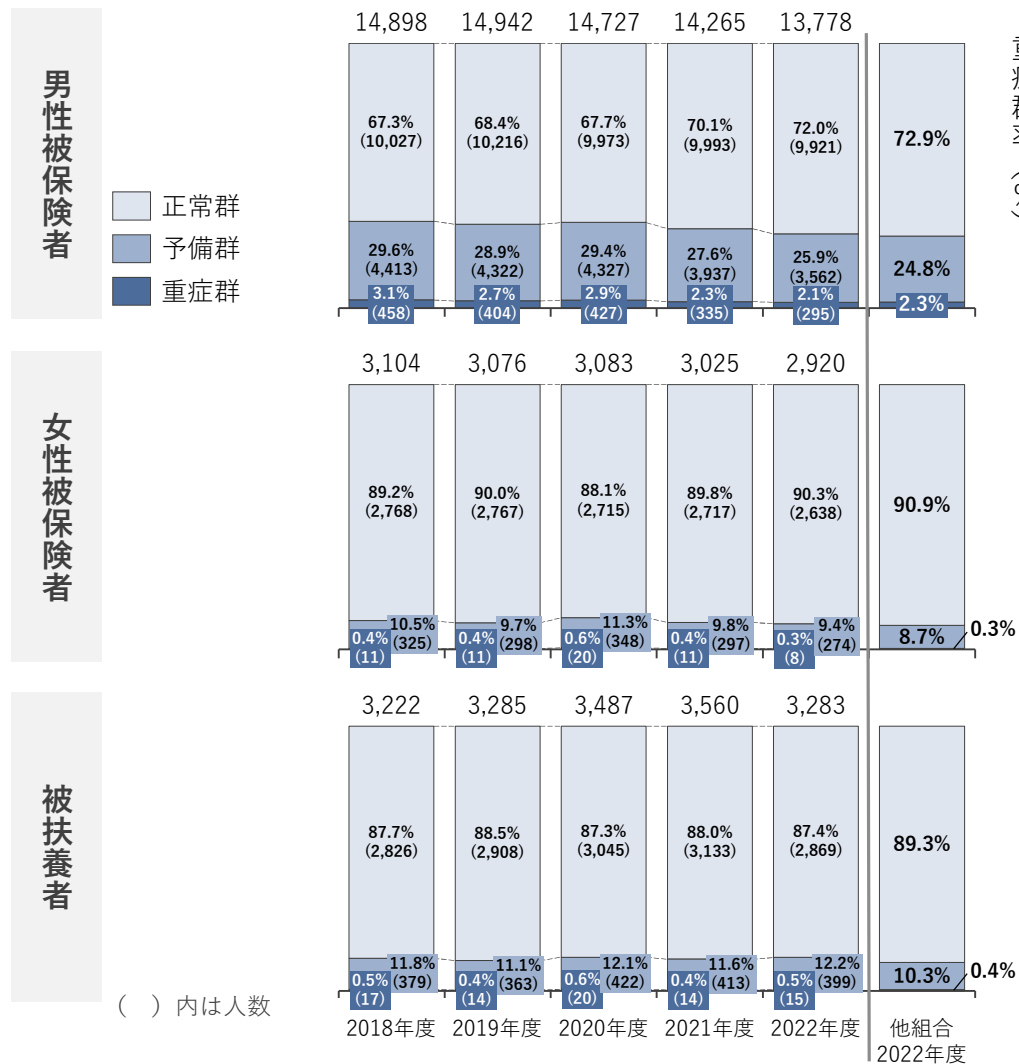 男性被保険者
正常群
予備群
重症群
14,898 14,942 14,727 14,265 13,778
67.3% 68.4% 67.7% 70.1% 72.0% 72.9%
(10,027) (10,216) (9,973) (9,993) (9,921)
29.6% 28.9% 29.4% 27.6% 25.9% 24.8%
(4,413) (4,322) (4,327) (3,937) (3,562)
3.1% 2.7% 2.9% 2.3% 2.1% 2.3%
(458) (404) (427) (335) (295)
女性被保険者
3,104 3,076 3,083 3,025 2,920
89.2% 90.0% 88.1% 89.8% 90.3% 90.9%
(2,768) (2,767) (2,715) (2,717) (2,638)
10.5% 9.7% 11.3% 9.8% 9.4% 8.7%
(325) (298) (348) (297) (274)
0.4% 0.4% 0.6% 0.4% 0.3% 0.3%
(11) (11) (20) (11) (8)
被扶養者
3,222 3,285 3,487 3,560 3,283
87.7% 88.5% 87.3% 88.0% 87.4% 89.3%
(2,826) (2,908) (3,045) (3,133) (2,869)
11.8% 11.1% 12.1% 11.6% 12.2% 10.3%
(379) (363) (422) (413) (399)
0.5% 0.4% 0.6% 0.4% 0.5% 0.4%
(17) (14) (20) (14) (15)
2018年度 2019年度 2020年度 2021年度 2022年度 他組合
2022年度
（　）内は人数